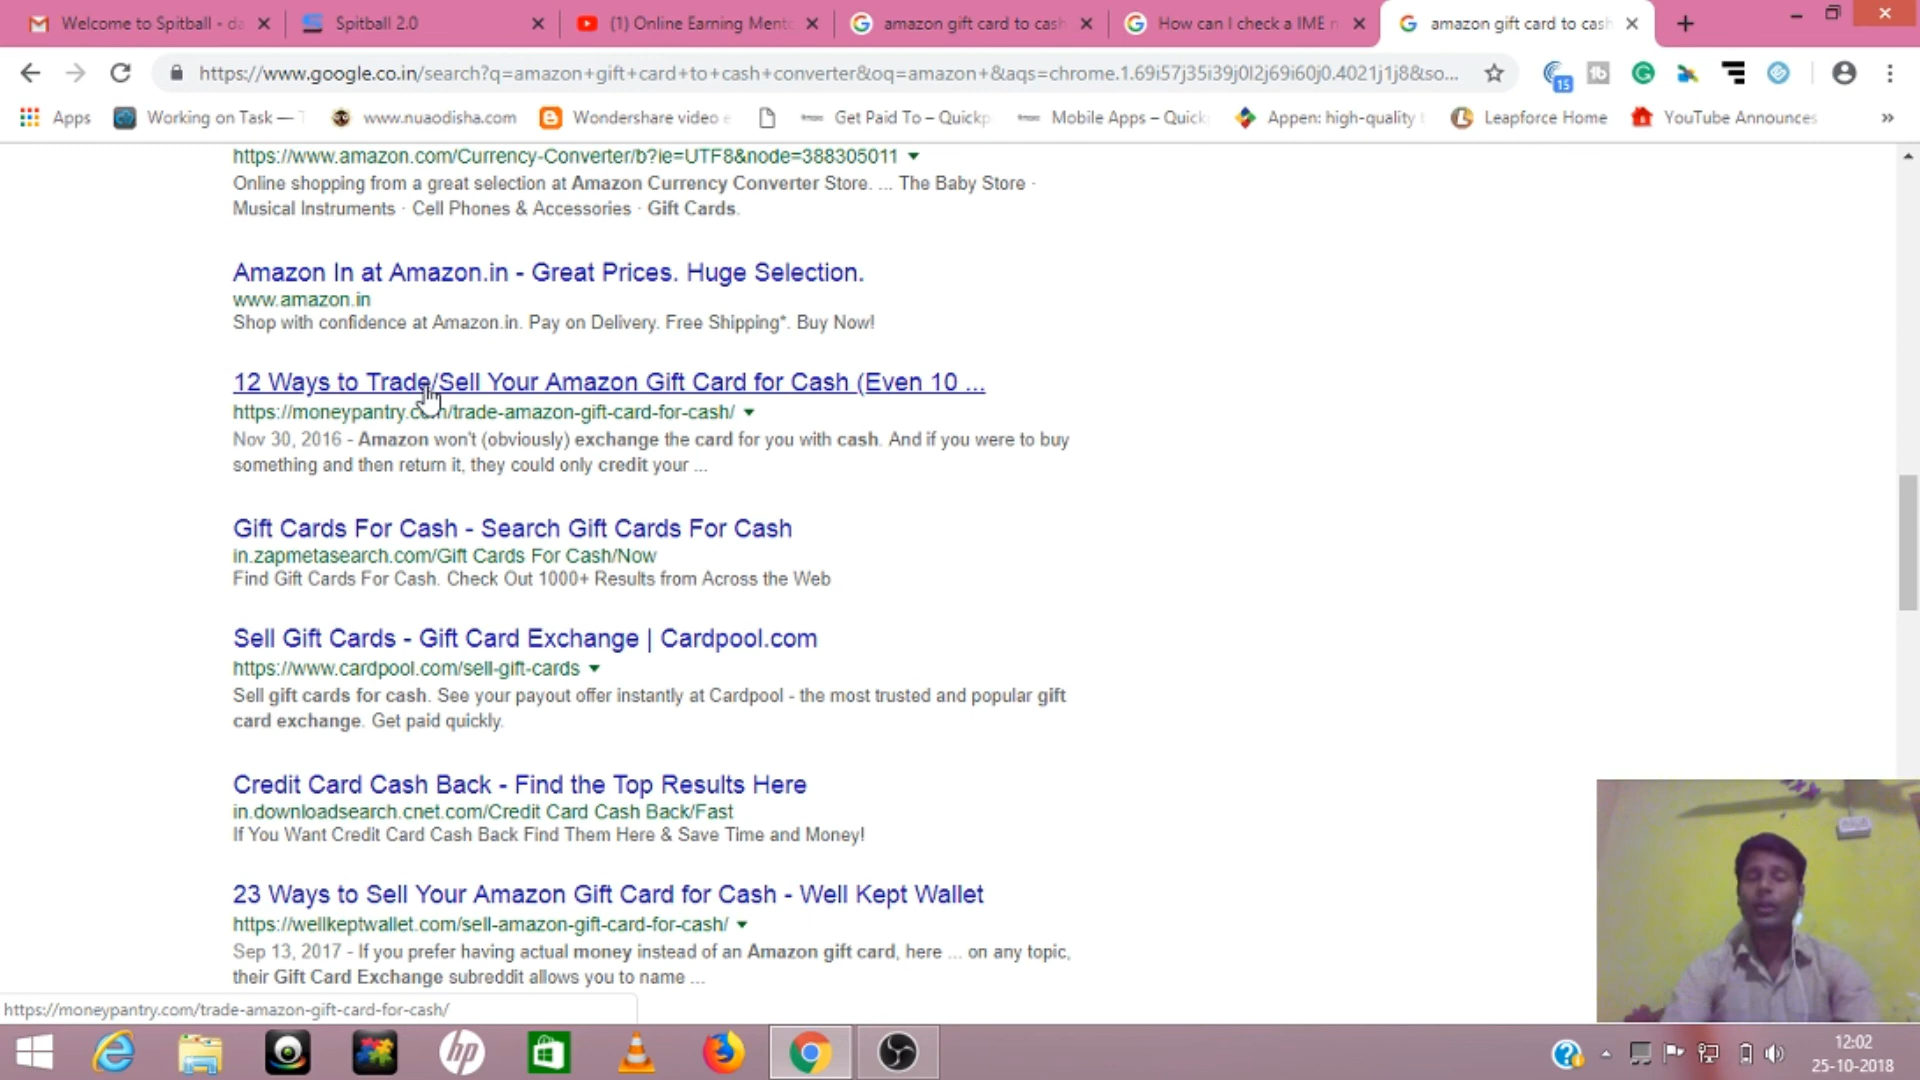 Welcome to Spitball - da
Spitball 2.0
(1) Online Earning Mento
amazon gift card to cash
How can I check a IME n
amazon gift card to cash
https://www.google.co.in/search?q=amazon+gift+card+to+cash+converter&oq=amazon+&aqs=chrome.1.69i57j35i39j0l2j69i60j0.4021j1j8&so...
15
Apps
Working on Task —
www.nuaodisha.com
Wondershare video e
Get Paid To – Quickp
Mobile Apps – Quick
Appen: high-quality t
Leapforce Home
YouTube Announces
https://www.amazon.com/Currency-Converter/b?ie=UTF8&node=388305011
Online shopping from a great selection at Amazon Currency Converter Store. ... The Baby Store ·
Musical Instruments · Cell Phones & Accessories · Gift Cards.
Amazon In at Amazon.in - Great Prices. Huge Selection.
www.amazon.in
Shop with confidence at Amazon.in. Pay on Delivery. Free Shipping*. Buy Now!
12 Ways to Trade/Sell Your Amazon Gift Card for Cash (Even 10 ...
https://moneypantry.com/trade-amazon-gift-card-for-cash/
Nov 30, 2016 - Amazon won't (obviously) exchange the card for you with cash. And if you were to buy
something and then return it, they could only credit your ...
Gift Cards For Cash - Search Gift Cards For Cash
in.zapmetasearch.com/Gift Cards For Cash/Now
Find Gift Cards For Cash. Check Out 1000+ Results from Across the Web
Sell Gift Cards - Gift Card Exchange | Cardpool.com
https://www.cardpool.com/sell-gift-cards
Sell gift cards for cash. See your payout offer instantly at Cardpool - the most trusted and popular gift
card exchange. Get paid quickly.
Credit Card Cash Back - Find the Top Results Here
in.downloadsearch.cnet.com/Credit Card Cash Back/Fast
If You Want Credit Card Cash Back Find Them Here & Save Time and Money!
23 Ways to Sell Your Amazon Gift Card for Cash - Well Kept Wallet
https://wellkeptwallet.com/sell-amazon-gift-card-for-cash/
Sep 13, 2017 - If you prefer having actual money instead of an Amazon gift card, here ... on any topic,
their Gift Card Exchange subreddit allows you to name ...
https://moneypantry.com/trade-amazon-gift-card-for-cash/
hp
12:02
25-10-2018